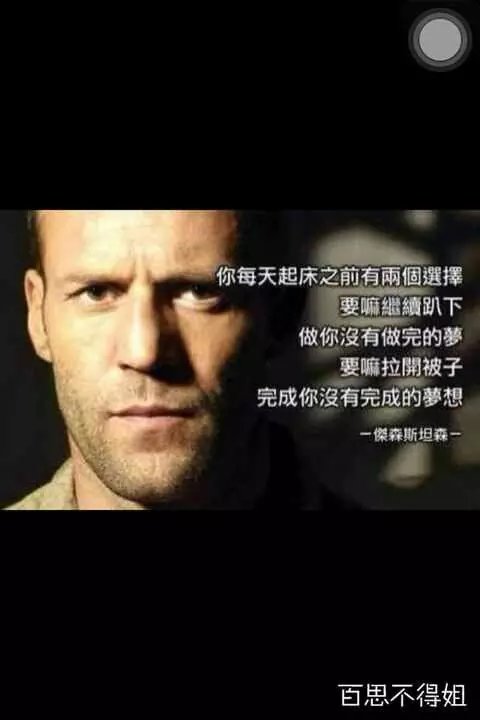 你每天起床之前有兩個選擇
要嘛繼續趴下
做你沒有做完的夢
要嘛拉開被子
完成你沒有完成的夢想
－傑森斯坦森－
百思不得姐